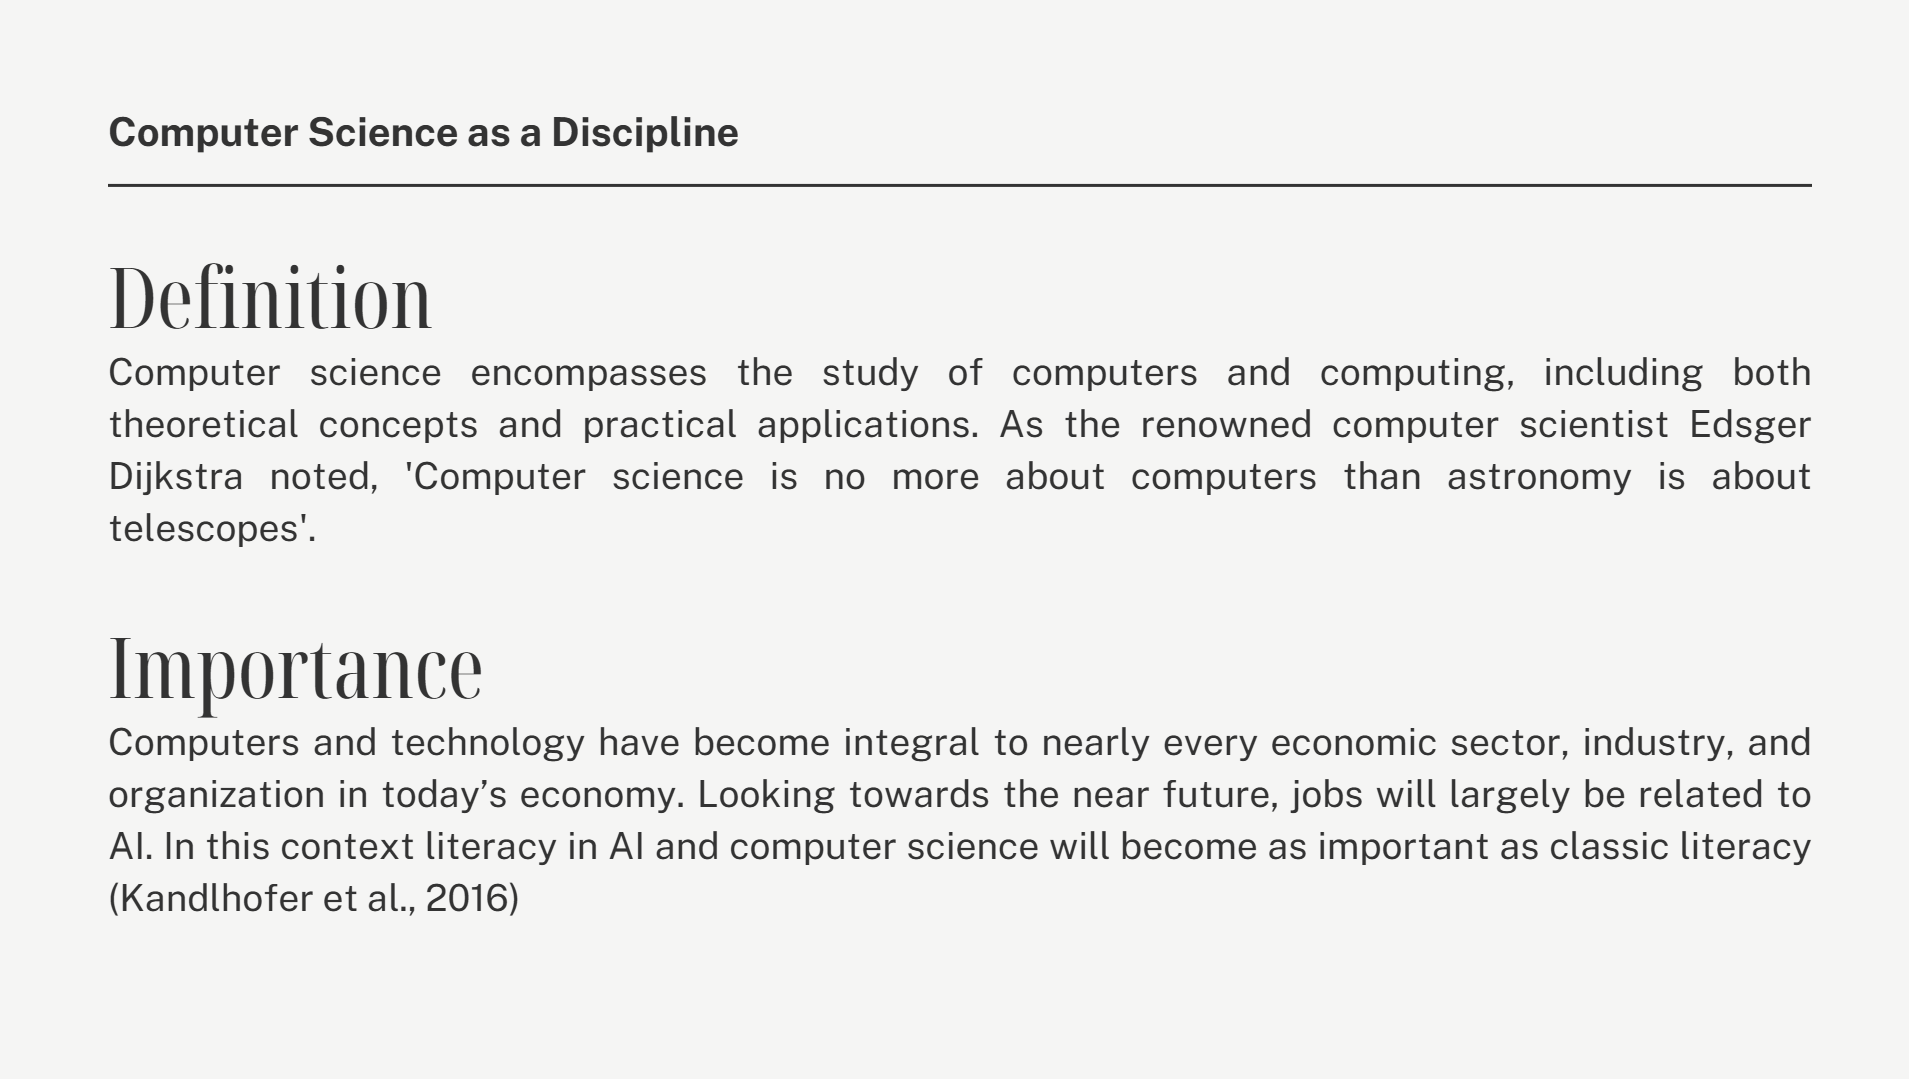 Computer Science as a Discipline
Definition
Computer science encompasses the study of computers and computing, including both
theoretical concepts and practical applications. As the renowned computer scientist Edsger
Dijkstra noted, 'Computer science is no more about computers than astronomy is about
telescopes'.
Importance
Computers and technology have become integral to nearly every economic sector, industry, and
organization in today’s economy. Looking towards the near future, jobs will largely be related to
AI. In this context literacy in AI and computer science will become as important as classic literacy
(Kandlhofer et al., 2016)